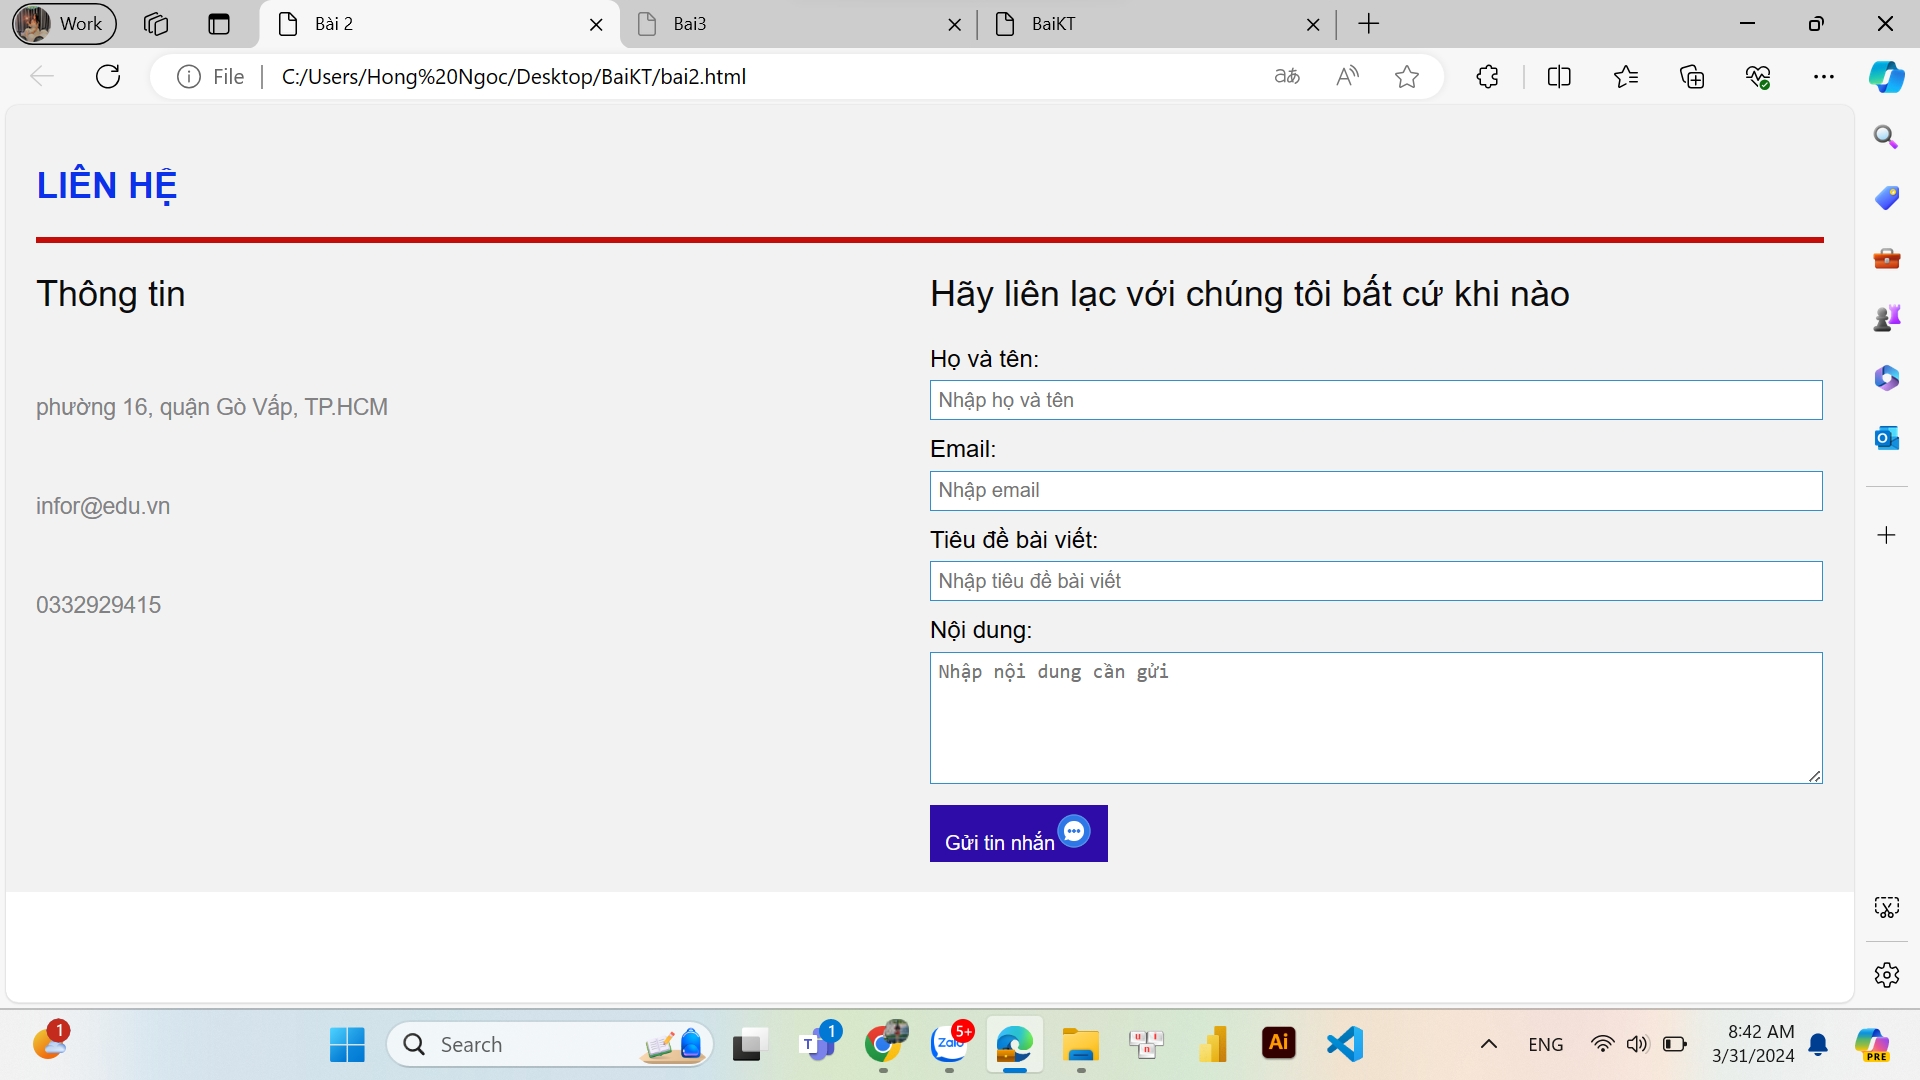 Work
Bài 2
Bai3
BaiKT
File
C:/Users/Hong%20Ngoc/Desktop/BaiKT/bai2.html
aあ
LIÊN HỆ
Thông tin
phường 16, quận Gò Vấp, TP.HCM
infor@edu.vn
0332929415
Hãy liên lạc với chúng tôi bất cứ khi nào
Họ và tên:
Nhập họ và tên
Email:
Nhập email
Tiêu đề bài viết:
Nhập tiêu đề bài viết
Nội dung:
Nhập nội dung cần gửi
Gửi tin nhắn
1
Search
T
1
Zalo
5+
u
i
n
Ai
ENG
8:42 AM
3/31/2024
PRE